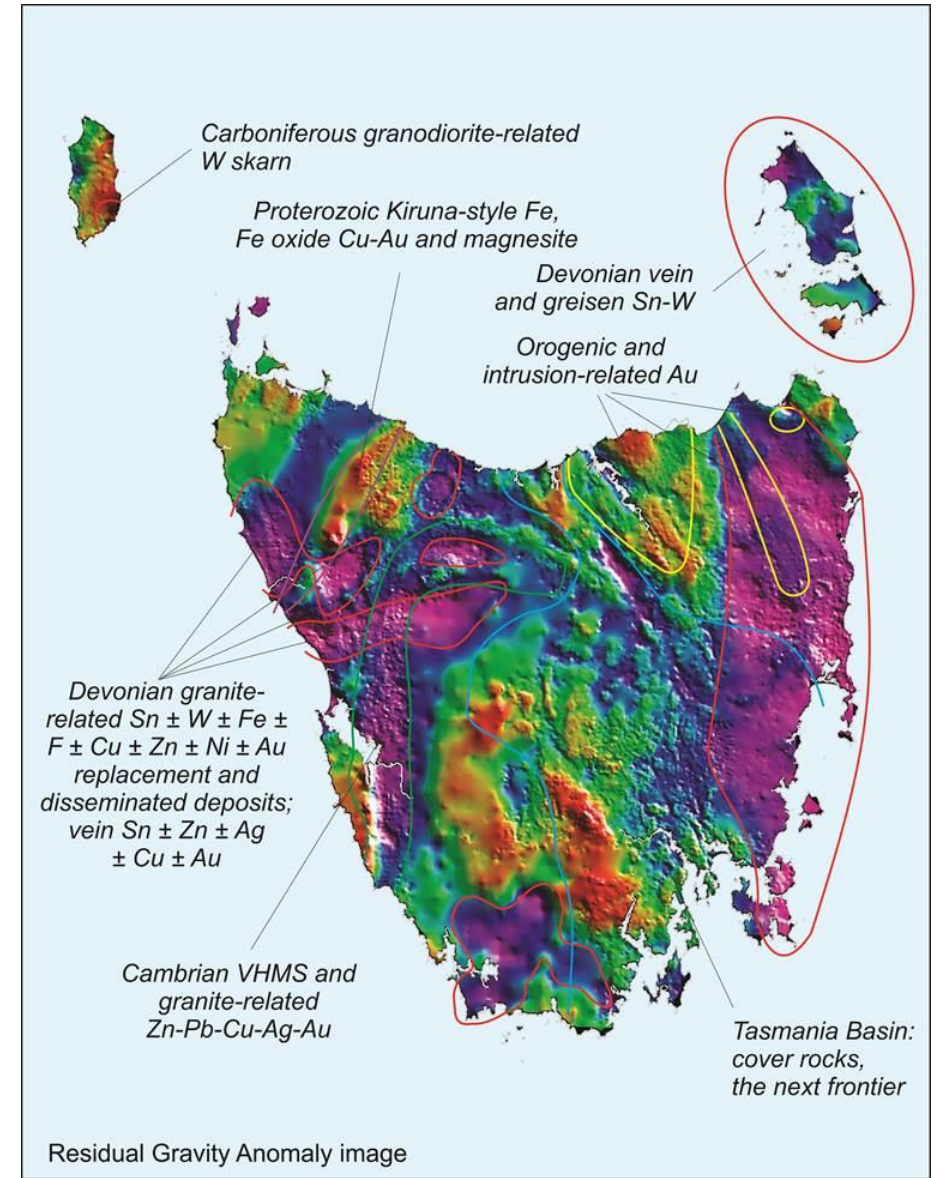 Carboniferous granodiorite-related
W skarn
Proterozoic Kiruna-style Fe,
Fe oxide Cu-Au and magnesite
Devonian vein
and greisen Sn-W
Orogenic and
intrusion-related Au
Devonian granite-
related Sn ± W ± Fe ±
F ± Cu ± Zn ± Ni ± Au
replacement and
disseminated deposits;
vein Sn ± Zn ± Ag
± Cu ± Au
Cambrian VHMS and
granite-related
Zn-Pb-Cu-Ag-Au
Tasmania Basin:
cover rocks,
the next frontier
Residual Gravity Anomaly image